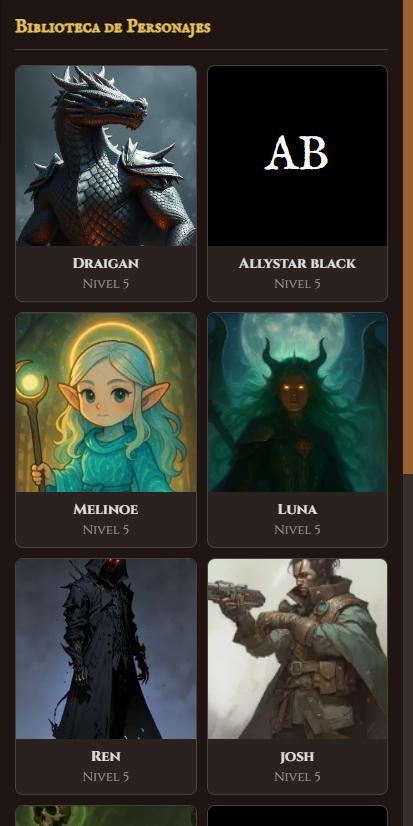 Biblioteca de Personajes
AB
Draigan
Allystar black
Nivel 5
Nivel 5
Melinoe
Luna
Nivel 5
Nivel 5
Ren
josh
Nivel 5
Nivel 5